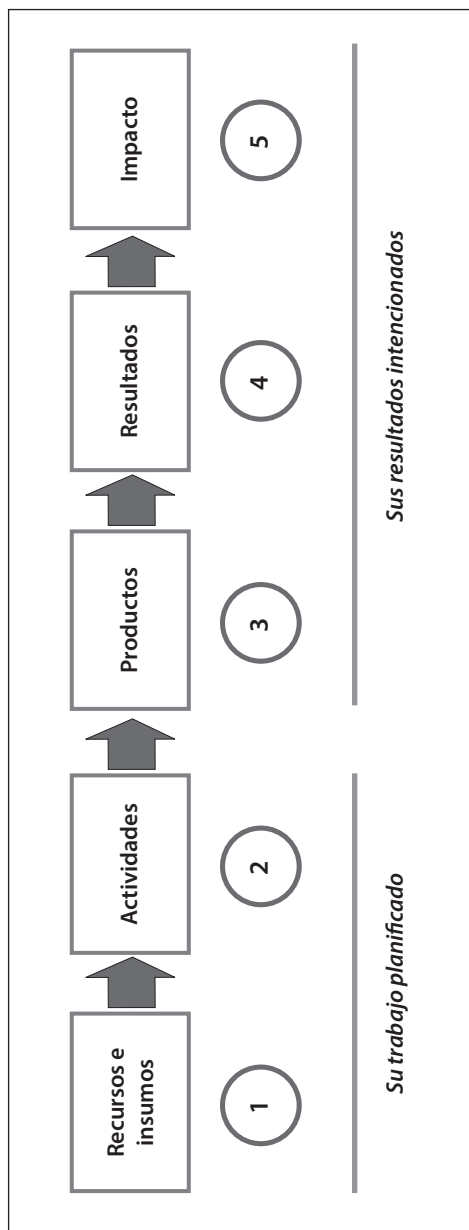 Recursos e
insumos
Actividades
Productos
Resultados
Impacto
1
2
3
4
5
Su trabajo planificado
Sus resultados intencionados